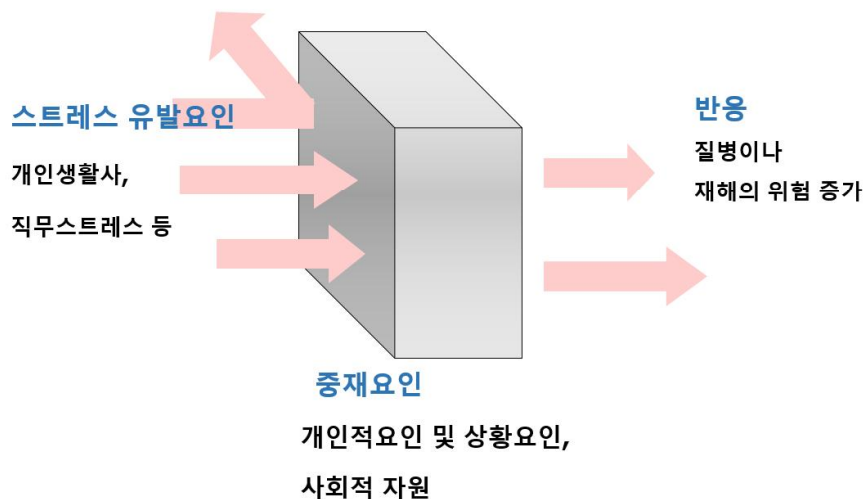 스트레스 유발요인
개인생활사,
직무스트레스 등
반응
질병이나
재해의 위험 증가
중재요인
개인적요인 및 상황요인,
사회적 자원